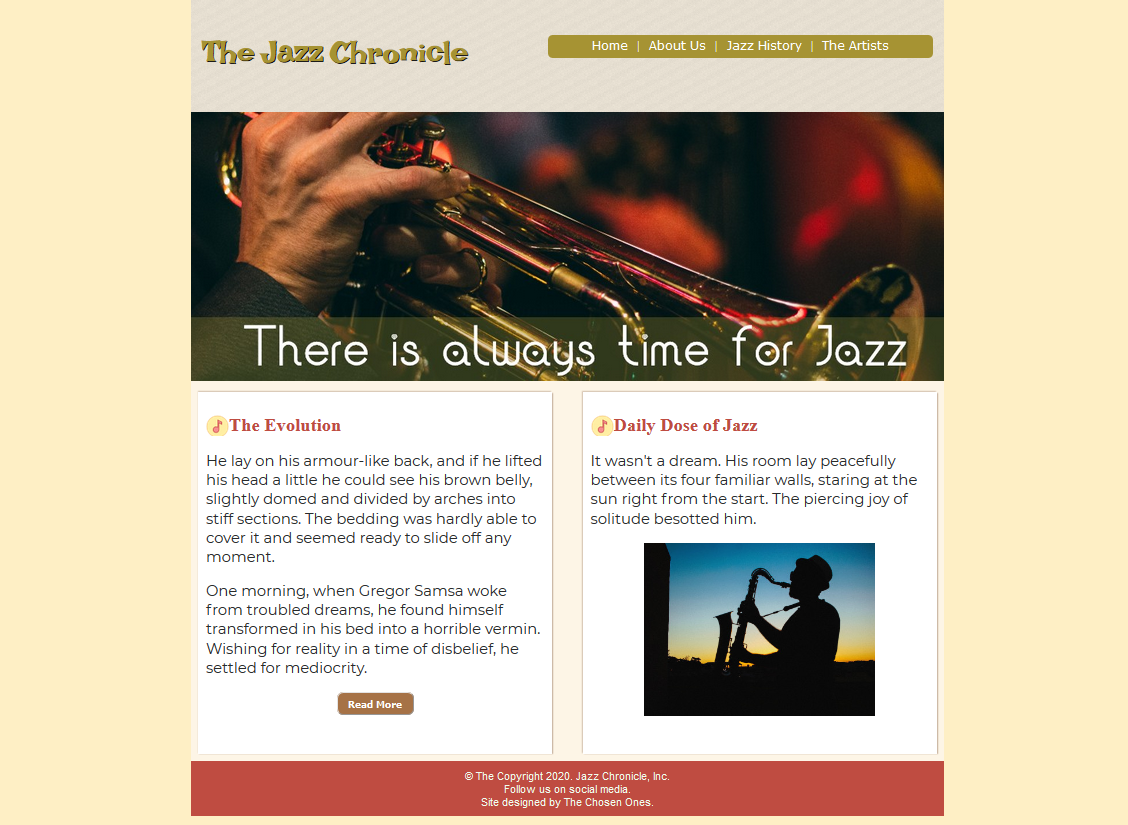 The Jazz Chronicle
Home | About Us | Jazz History | The Artists
There is always time for Jazz
The Evolution
He lay on his armour-like back, and if he lifted
his head a little he could see his brown belly,
slightly domed and divided by arches into
stiff sections. The bedding was hardly able to
cover it and seemed ready to slide off any
moment.
One morning, when Gregor Samsa woke
from troubled dreams, he found himself
transformed in his bed into a horrible vermin.
Wishing for reality in a time of disbelief, he
settled for mediocrity.
Read More
Daily Dose of Jazz
It wasn't a dream. His room lay peacefully
between its four familiar walls, staring at the
sun right from the start. The piercing joy of
solitude besotted him.
© The Copyright 2020. Jazz Chronicle, Inc.
Follow us on social media.
Site designed by The Chosen Ones.